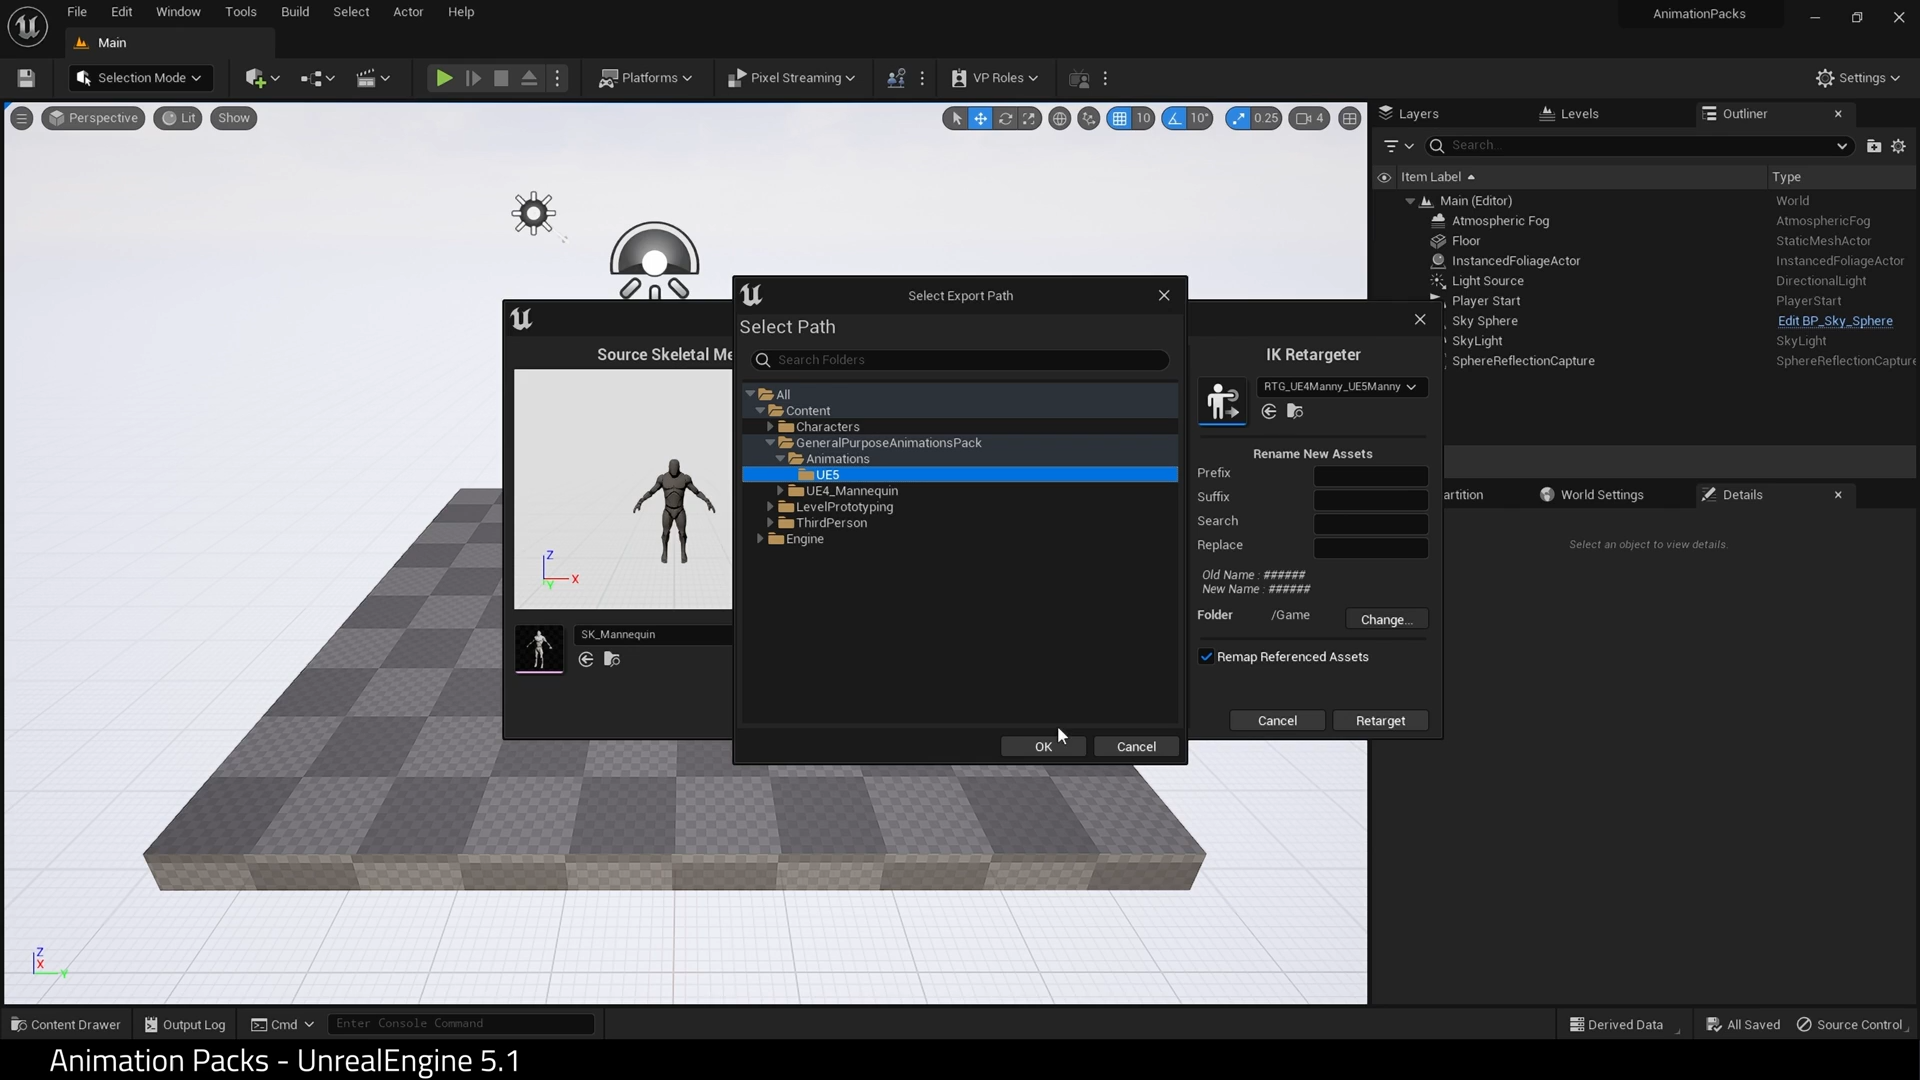 File Edit Window Tools Build Select Actor Help
AnimationPacks
Main
Selection Mode
Platforms
Pixel Streaming
VP Roles
Settings
Perspective
Lit
Show
10
10°
0.25
4
Layers
Levels
Outliner
Search...
Item Label
Type
Main (Editor)
World
Atmospheric Fog
AtmosphericFog
Floor
StaticMeshActor
InstancedFoliageActor
InstancedFoliageActor
Light Source
DirectionalLight
Player Start
PlayerStart
Sky Sphere
Edit BP_Sky_Sphere
SkyLight
SkyLight
SphereReflectionCapture
SphereReflectionCapture
Select Export Path
Select Path
Search Folders
All
Content
Characters
GeneralPurposeAnimationsPack
Animations
UE5
UE4_Mannequin
LevelPrototyping
ThirdPerson
Engine
OK
Cancel
Source Skeletal Me
Z
X
Y
SK_Mannequin
IK Retargeter
RTG_UE4Manny_UE5Manny
Rename New Assets
Prefix
Suffix
Search
Replace
Old Name : ######
New Name : ######
Folder
/Game
Change...
Remap Referenced Assets
Cancel
Retarget
artition
World Settings
Details
Select an object to view details.
Z
X
Y
Content Drawer
Output Log
Cmd
Enter Console Command
Derived Data
All Saved
Source Control
Animation Packs - UnrealEngine 5.1